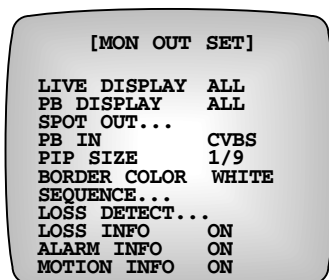 [MON OUT SET]
LIVE DISPLAY ALL
PB DISPLAY ALL
SPOT OUT...
PB IN CVBS
PIP SIZE 1/9
BORDER COLOR WHITE
SEQUENCE...
LOSS DETECT...
LOSS INFO ON
ALARM INFO ON
MOTION INFO ON